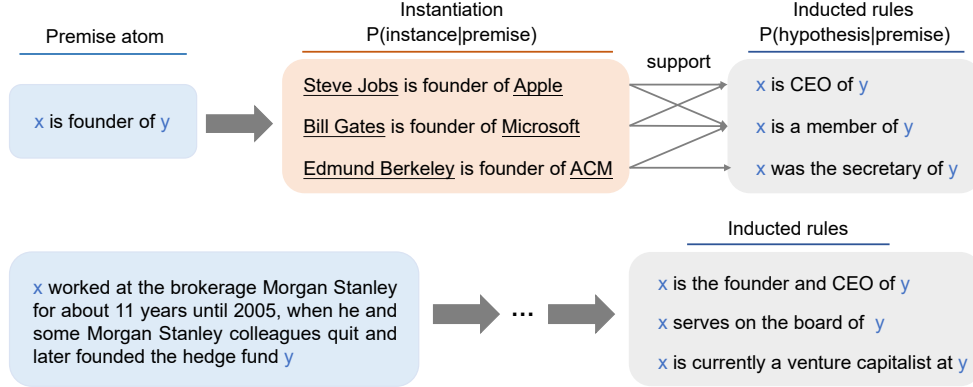 Premise atom
Instantiation
P(instance|premise)
Inducted rules
P(hypothesis|premise)
x is founder of y
Steve Jobs is founder of Apple
Bill Gates is founder of Microsoft
Edmund Berkeley is founder of ACM
support
x is CEO of y
x is a member of y
x was the secretary of y
Inducted rules
x worked at the brokerage Morgan Stanley
for about 11 years until 2005, when he and
some Morgan Stanley colleagues quit and
later founded the hedge fund y
...
x is the founder and CEO of y
x serves on the board of y
x is currently a venture capitalist at y